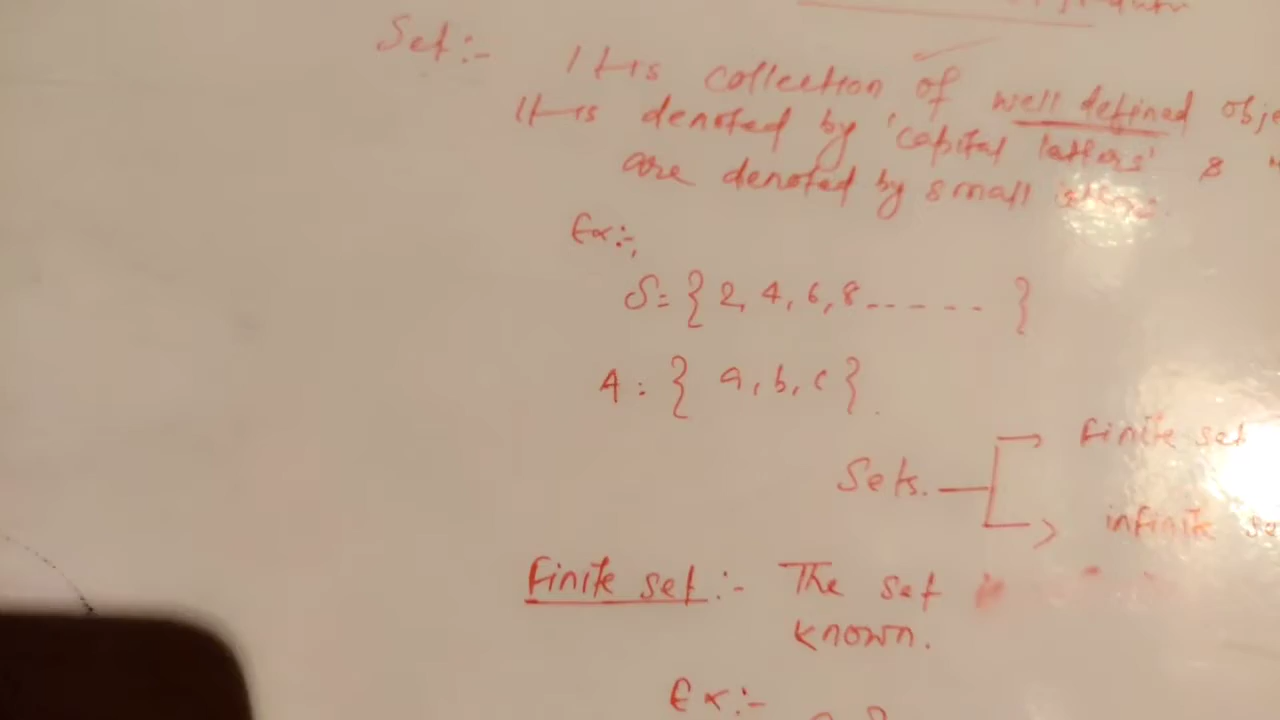 Set:-
It is collection of well defined obje
It is denoted by 'capital latters' &
are denoted by small
Ex:-,
S= { 2, 4, 6, 8------ }
A : { a, b, c }.
Finite set
Sets.
infinite se
Finite set :- The set
known.
Ex:-